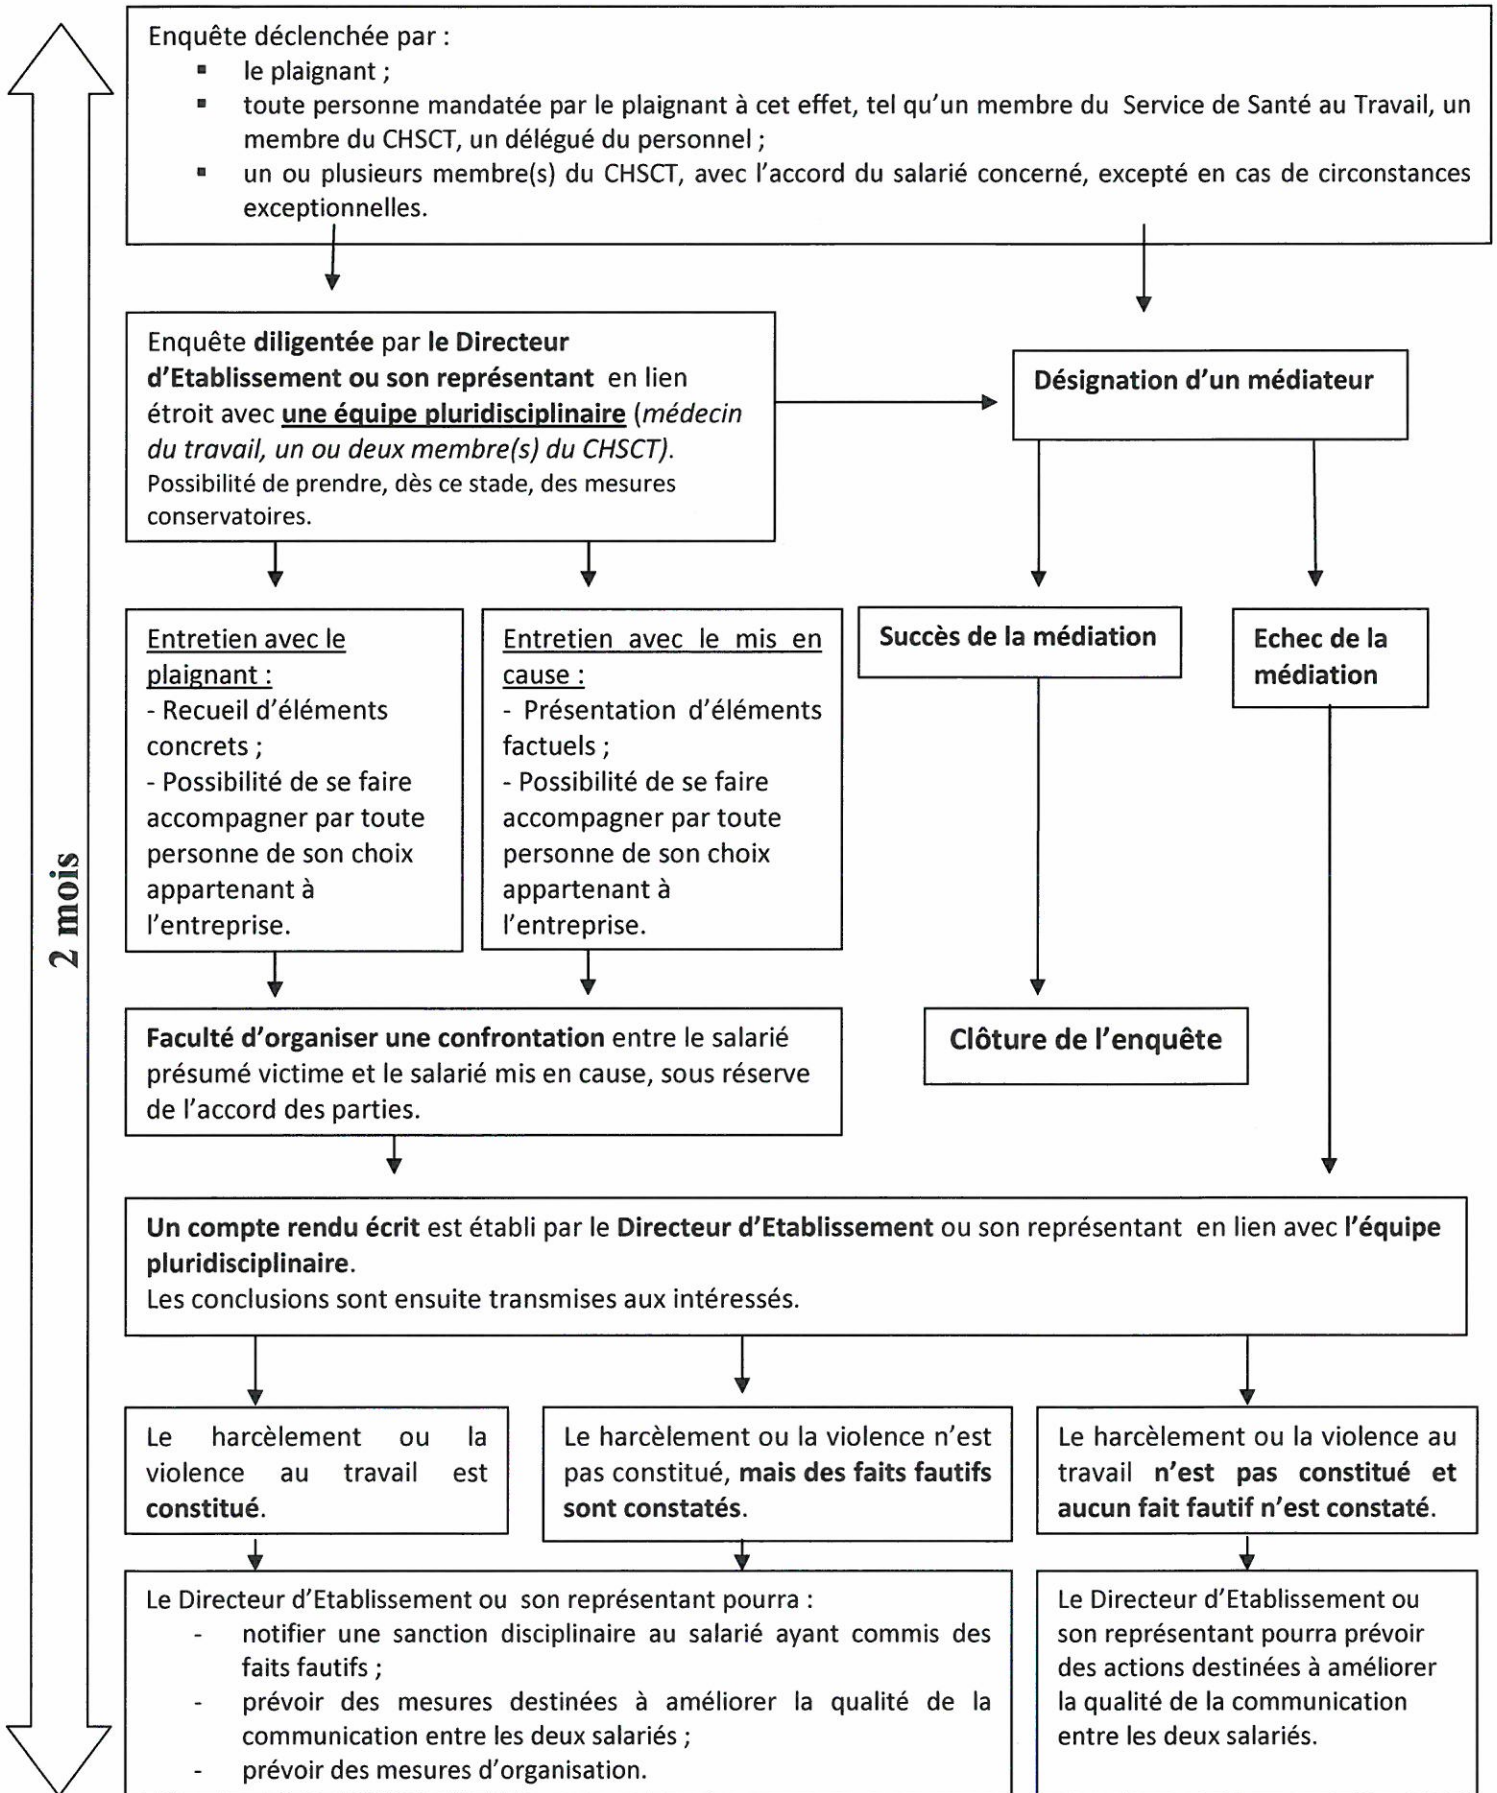 Enquête déclenchée par :
▪ le plaignant ;
▪ toute personne mandatée par le plaignant à cet effet, tel qu'un membre du Service de Santé au Travail, un
membre du CHSCT, un délégué du personnel ;
▪ un ou plusieurs membre(s) du CHSCT, avec l'accord du salarié concerné, excepté en cas de circonstances
exceptionnelles.
Enquête diligentée par le Directeur
d'Etablissement ou son représentant en lien
étroit avec une équipe pluridisciplinaire (médecin
du travail, un ou deux membre(s) du CHSCT).
Possibilité de prendre, dès ce stade, des mesures
conservatoires.
Désignation d'un médiateur
Entretien avec le
plaignant :
- Recueil d'éléments
concrets ;
- Possibilité de se faire
accompagner par toute
personne de son choix
appartenant à
l'entreprise.
Entretien avec le mis en
cause :
- Présentation d'éléments
factuels ;
- Possibilité de se faire
accompagner par toute
personne de son choix
appartenant à
l'entreprise.
Succès de la médiation
Echec de la
médiation
2 mois
Faculté d'organiser une confrontation entre le salarié
présumé victime et le salarié mis en cause, sous réserve
de l'accord des parties.
Clôture de l'enquête
Un compte rendu écrit est établi par le Directeur d'Etablissement ou son représentant en lien avec l'équipe
pluridisciplinaire.
Les conclusions sont ensuite transmises aux intéressés.
Le harcèlement ou la
violence au travail est
constitué.
Le harcèlement ou la violence n'est
pas constitué, mais des faits fautifs
sont constatés.
Le harcèlement ou la violence au
travail n'est pas constitué et
aucun fait fautif n'est constaté.
Le Directeur d'Etablissement ou son représentant pourra :
- notifier une sanction disciplinaire au salarié ayant commis des
faits fautifs ;
- prévoir des mesures destinées à améliorer la qualité de la
communication entre les deux salariés ;
- prévoir des mesures d'organisation.
Le Directeur d'Etablissement ou
son représentant pourra prévoir
des actions destinées à améliorer
la qualité de la communication
entre les deux salariés.